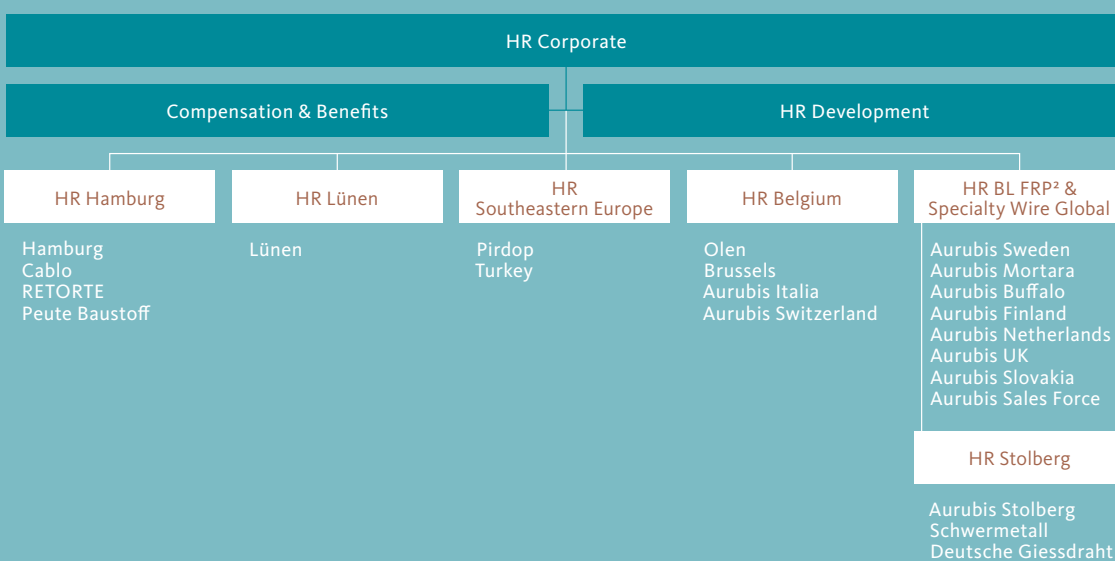 HR Corporate
Compensation & Benefits
HR Development
HR Hamburg
Hamburg
Cablo
RETORTE
Peute Baustoff
HR Lünen
Lünen
HR
Southeastern Europe
Pirdop
Turkey
HR Belgium
Olen
Brussels
Aurubis Italia
Aurubis Switzerland
HR BL FRP² &
Specialty Wire Global
Aurubis Sweden
Aurubis Mortara
Aurubis Buffalo
Aurubis Finland
Aurubis Netherlands
Aurubis UK
Aurubis Slovakia
Aurubis Sales Force
HR Stolberg
Aurubis Stolberg
Schwermetall
Deutsche Giessdraht